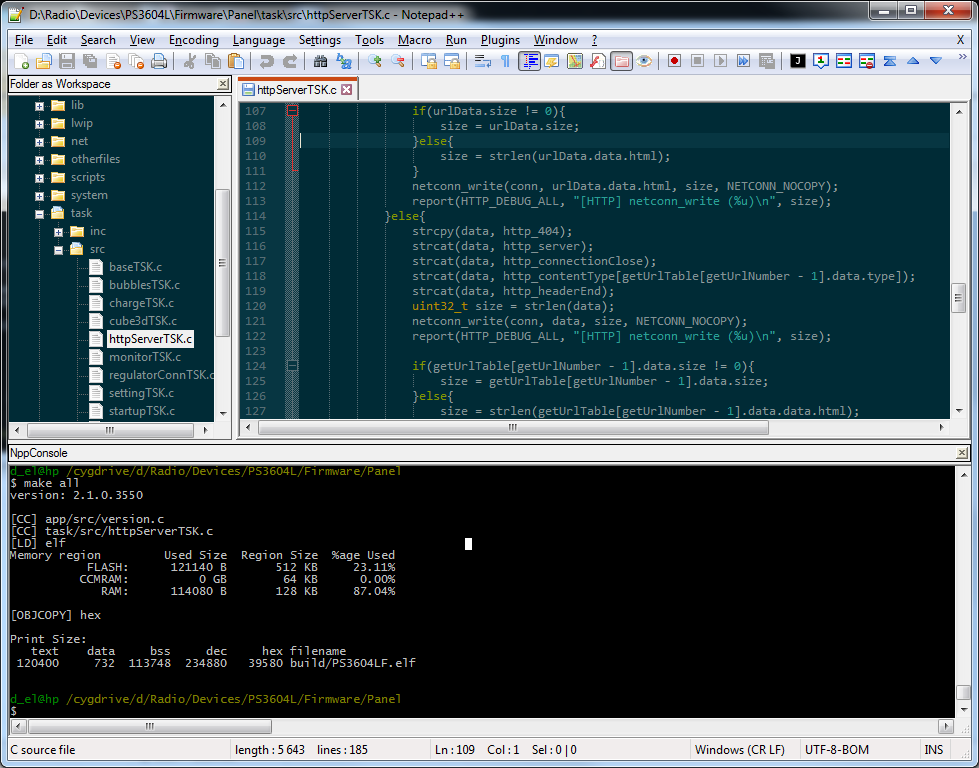 D:\Radio\Devices\PS3604L\Firmware\Panel\task\src\httpServerTSK.c - Notepad++
File Edit Search View Encoding Language Settings Tools Macro Run Plugins Window ? X
Folder as Workspace
lib
lwip
net
otherfiles
scripts
system
task
inc
src
baseTSK.c
bubblesTSK.c
chargeTSK.c
cube3dTSK.c
httpServerTSK.c
monitorTSK.c
regulatorConnTSK.c
settingTSK.c
startupTSK.c
httpServerTSK.c
107 if(urlData.size != 0){
108 size = urlData.size;
109 }else{
110 size = strlen(urlData.data.html);
111 }
112 netconn_write(conn, urlData.data.html, size, NETCONN_NOCOPY);
113 report(HTTP_DEBUG_ALL, "[HTTP] netconn_write (%u)\n", size);
114 }else{
115 strcpy(data, http_404);
116 strcat(data, http_server);
117 strcat(data, http_connectionClose);
118 strcat(data, http_contentType[getUrlTable[getUrlNumber - 1].data.type]);
119 strcat(data, http_headerEnd);
120 uint32_t size = strlen(data);
121 netconn_write(conn, data, size, NETCONN_NOCOPY);
122 report(HTTP_DEBUG_ALL, "[HTTP] netconn_write (%u)\n", size);
123
124 if(getUrlTable[getUrlNumber - 1].data.size != 0){
125 size = getUrlTable[getUrlNumber - 1].data.size;
126 }else{
127 size = strlen(getUrlTable[getUrlNumber - 1].data.data.html);
NppConsole
d_el@hp /cygdrive/d/Radio/Devices/PS3604L/Firmware/Panel
$ make all
version: 2.1.0.3550
[CC] app/src/version.c
[CC] task/src/httpServerTSK.c
[LD] elf
Memory region Used Size Region Size %age Used
FLASH: 121140 B 512 KB 23.11%
CCMRAM: 0 GB 64 KB 0.00%
RAM: 114080 B 128 KB 87.04%
[OBJCOPY] hex
Print Size:
text data bss dec hex filename
120400 732 113748 234880 39580 build/PS3604LF.elf
d_el@hp /cygdrive/d/Radio/Devices/PS3604L/Firmware/Panel
$
C source file length : 5 643 lines : 185 Ln : 109 Col : 1 Sel : 0 | 0 Windows (CR LF) UTF-8-BOM INS